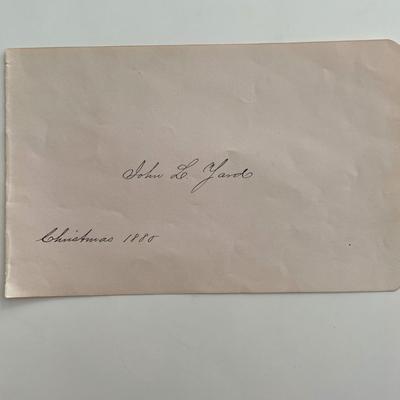 John L. Yard
Christmas 1880